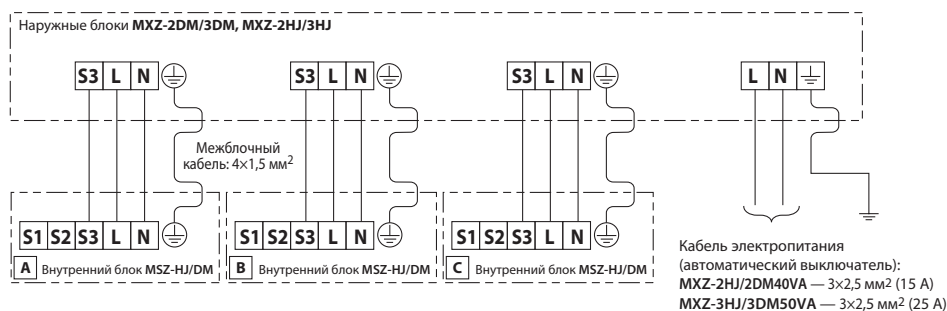 Наружные блоки MXZ-2DM/3DM, MXZ-2HJ/3HJ
S3 L N
S3 L N
S3 L N
L N
Межблочный
кабель: 4×1,5 мм²
S1 S2 S3 L N
S1 S2 S3 L N
S1 S2 S3 L N
A Внутренний блок MSZ-HJ/DM
B Внутренний блок MSZ-HJ/DM
C Внутренний блок MSZ-HJ/DM
Кабель электропитания
(автоматический выключатель):
MXZ-2HJ/2DM40VA — 3×2,5 мм² (15 А)
MXZ-3HJ/3DM50VA — 3×2,5 мм² (25 А)